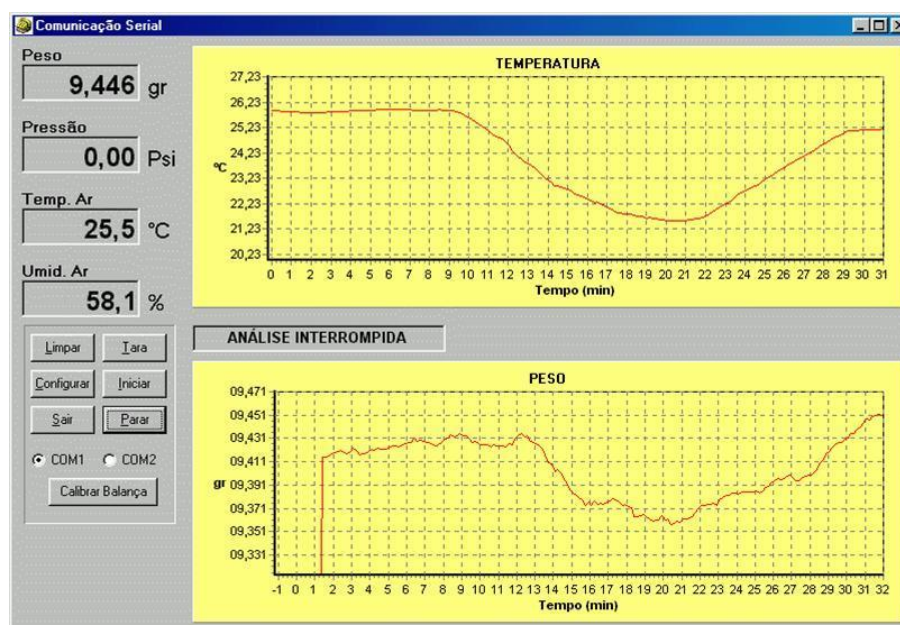 Comunicação Serial
Peso
9,446 gr
Pressão
0,00 Psi
Temp. Ar
25,5 °C
Umid. Ar
58,1 %
Limpar Tara
Configurar Iniciar
Sair Parar
COM1 COM2
Calibrar Balança
TEMPERATURA
27,23
26,23
25,23
24,23
ºC
23,23
22,23
21,23
20,23
0 1 2 3 4 5 6 7 8 9 10 11 12 13 14 15 16 17 18 19 20 21 22 23 24 25 26 27 28 29 30 31
Tempo (min)
ANÁLISE INTERROMPIDA
PESO
09,471
09,451
09,431
09,411
gr 09,391
09,371
09,351
09,331
-1 0 1 2 3 4 5 6 7 8 9 10 11 12 13 14 15 16 17 18 19 20 21 22 23 24 25 26 27 28 29 30 31 32
Tempo (min)